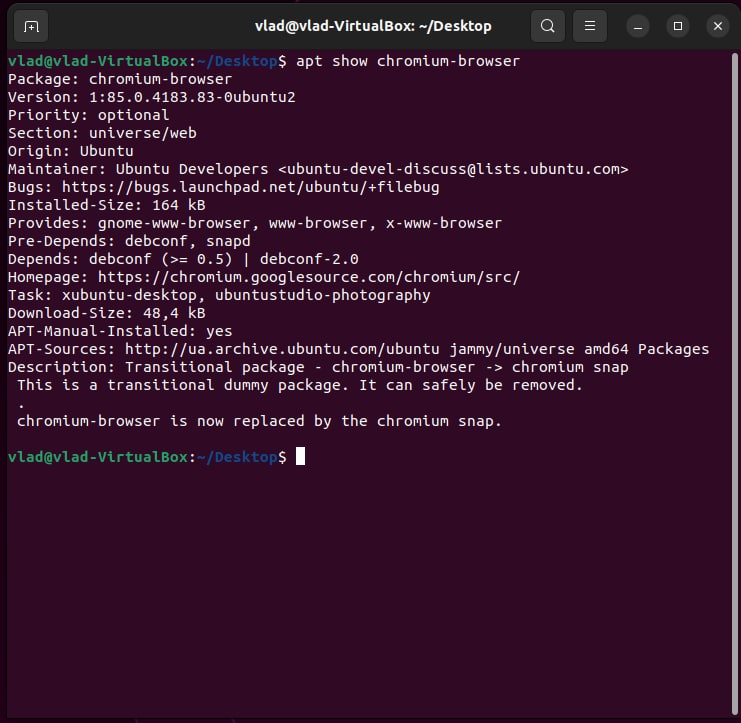 vlad@vlad-VirtualBox: ~/Desktop
vlad@vlad-VirtualBox:~/Desktop$ apt show chromium-browser
Package: chromium-browser
Version: 1:85.0.4183.83-0ubuntu2
Priority: optional
Section: universe/web
Origin: Ubuntu
Maintainer: Ubuntu Developers <ubuntu-devel-discuss@lists.ubuntu.com>
Bugs: https://bugs.launchpad.net/ubuntu/+filebug
Installed-Size: 164 kB
Provides: gnome-www-browser, www-browser, x-www-browser
Pre-Depends: debconf, snapd
Depends: debconf (>= 0.5) | debconf-2.0
Homepage: https://chromium.googlesource.com/chromium/src/
Task: xubuntu-desktop, ubuntustudio-photography
Download-Size: 48,4 kB
APT-Manual-Installed: yes
APT-Sources: http://ua.archive.ubuntu.com/ubuntu jammy/universe amd64 Packages
Description: Transitional package - chromium-browser -> chromium snap
 This is a transitional dummy package. It can safely be removed.
 .
 chromium-browser is now replaced by the chromium snap.
vlad@vlad-VirtualBox:~/Desktop$